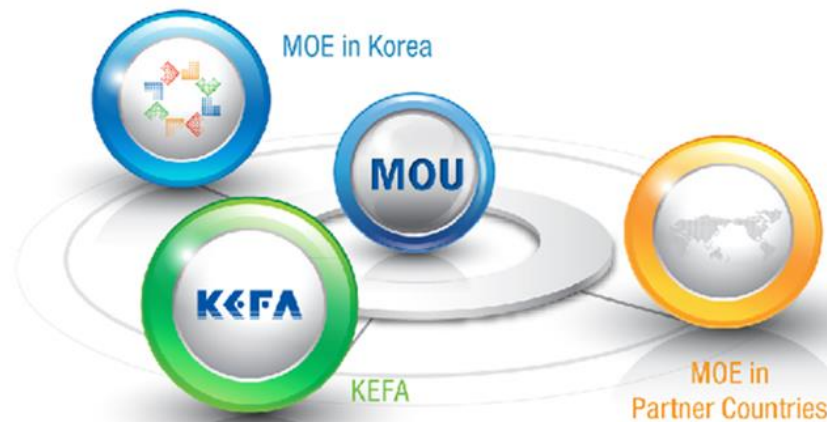 MOE in Korea
MOU
KEFA
KEFA
MOE in
Partner Countries